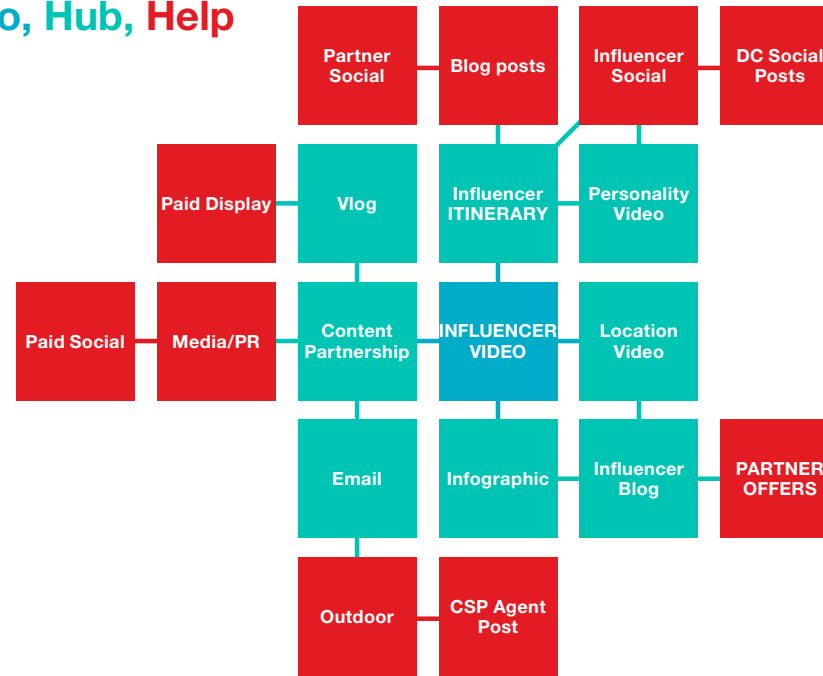 o, Hub, Help
Partner
Social
Blog posts
Influencer
Social
DC Social
Posts
Paid Display
Vlog
Influencer
ITINERARY
Personality
Video
Paid Social
Media/PR
Content
Partnership
INFLUENCER
VIDEO
Location
Video
Email
Infographic
Influencer
Blog
PARTNER
OFFERS
Outdoor
CSP Agent
Post